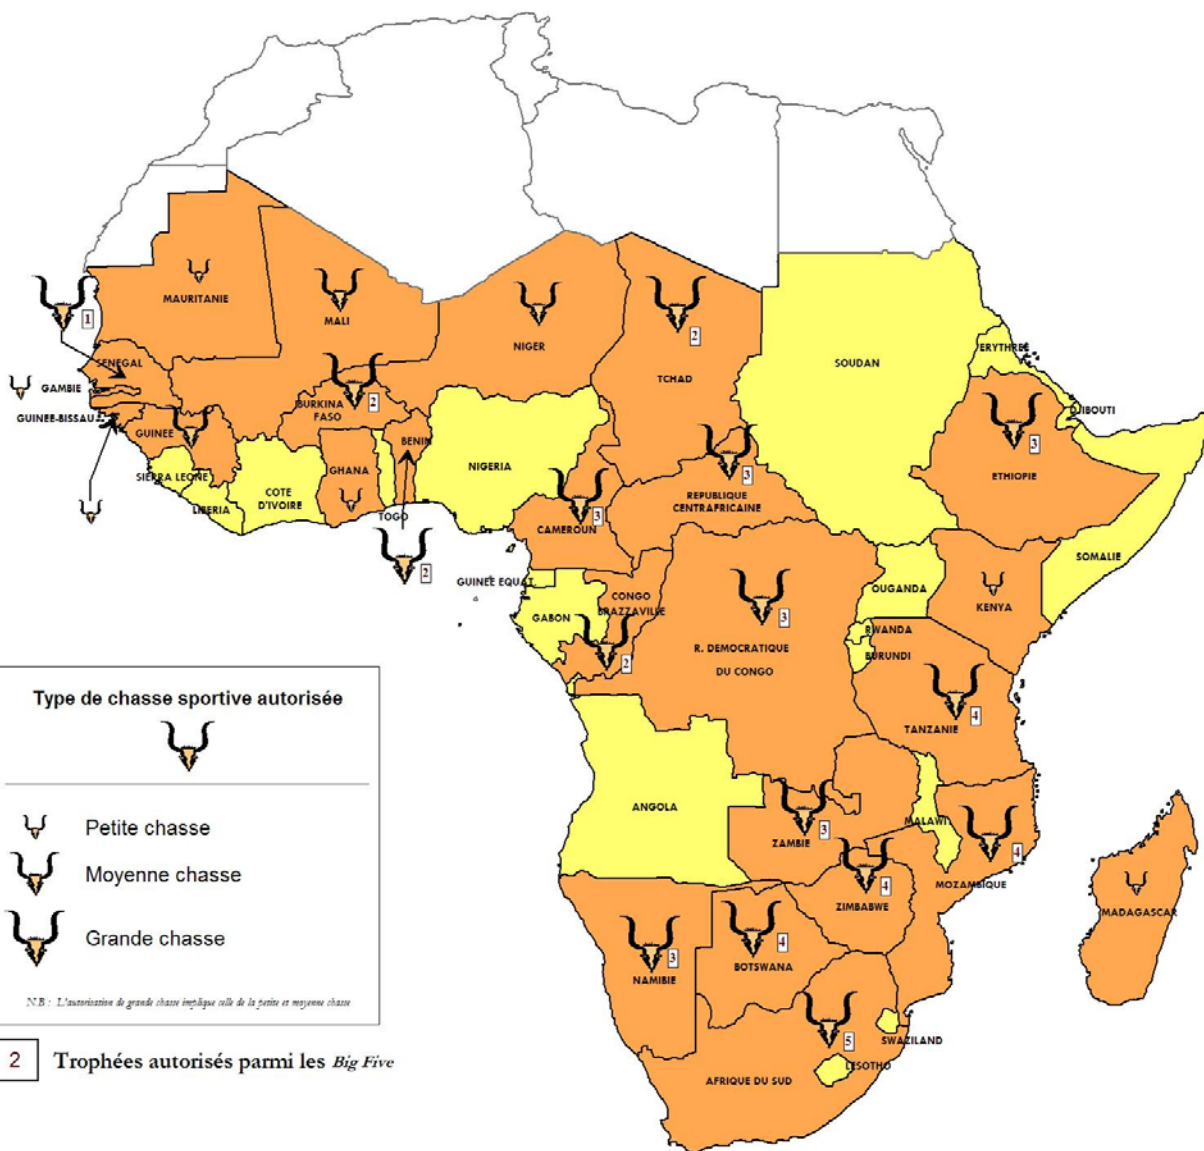 MAURITANIE
MALI
NIGER
TCHAD
SOUDAN
ERYTHREE
DJIBOUTI
ETHIOPIE
SOMALIE
1
SENEGAL
GAMBIE
GUINEE-BISSAU
GUINEE
SIERRA LEONE
LIBERIA
COTE
D'IVOIRE
BURKINA
FASO
2
GHANA
TOGO
BENIN
2
NIGERIA
2
3
CAMEROUN
3
REPUBLIQUE
CENTRAFRICAINE
3
GUINEE EQUAT.
GABON
CONGO
BRAZZAVILLE
2
3
R. DEMOCRATIQUE
DU CONGO
OUGANDA
KENYA
RWANDA
BURUNDI
TANZANIE
4
ANGOLA
ZAMBIE
3
MALAWI
MOZAMBIQUE
4
ZIMBABWE
4
NAMIBIE
3
BOTSWANA
4
MADAGASCAR
5
SWAZILAND
LESOTHO
AFRIQUE DU SUD
Type de chasse sportive autorisée
Petite chasse
Moyenne chasse
Grande chasse
N.B : L'autorisation de grande chasse implique celle de la petite et moyenne chasse
2 Trophées autorisés parmi les Big Five